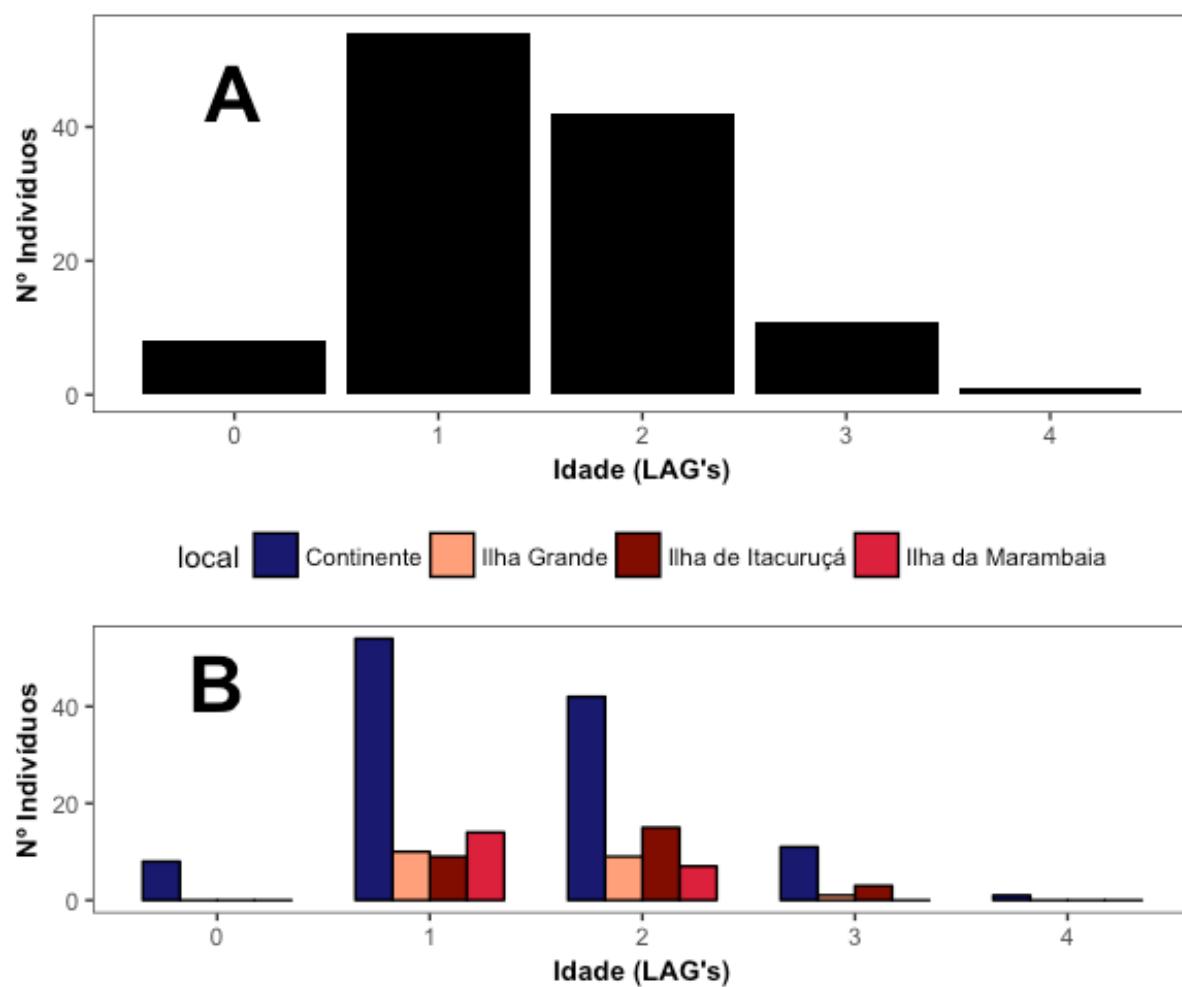 A
40
20
0
Nº Indivíduos
0 1 2 3 4
Idade (LAG's)
local Continente Ilha Grande Ilha de Itacuruçá Ilha da Marambaia
B
40
20
0
Nº Indivíduos
0 1 2 3 4
Idade (LAG's)